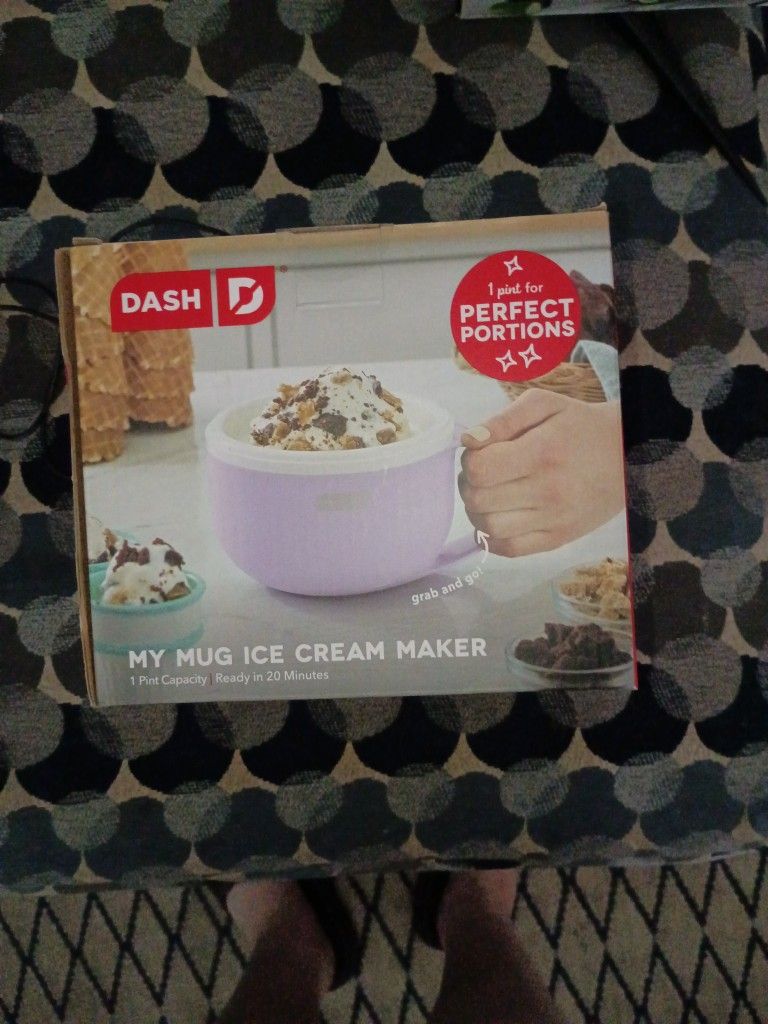 DASH
1 pint for
PERFECT
PORTIONS
grab and go!
MY MUG ICE CREAM MAKER
1 Pint Capacity | Ready in 20 Minutes